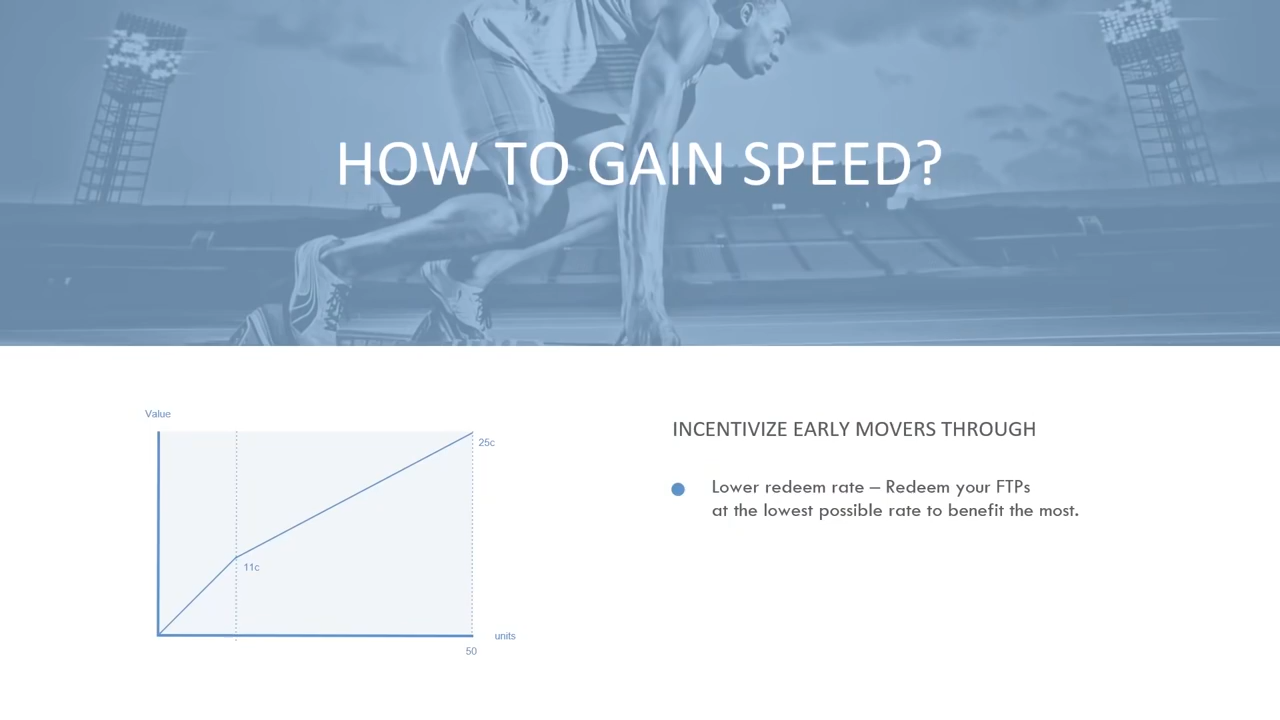 HOW TO GAIN SPEED?
Value
25c
11c
units
50
INCENTIVIZE EARLY MOVERS THROUGH
Lower redeem rate – Redeem your FTPs
at the lowest possible rate to benefit the most.